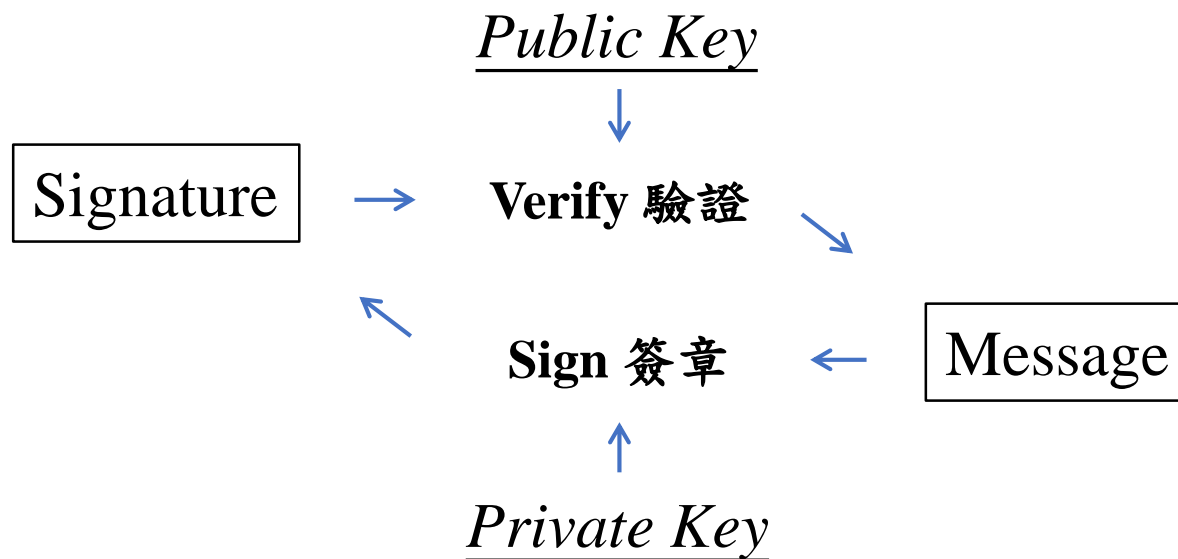 Public Key
Signature
Verify 驗證
Sign 簽章
Message
Private Key